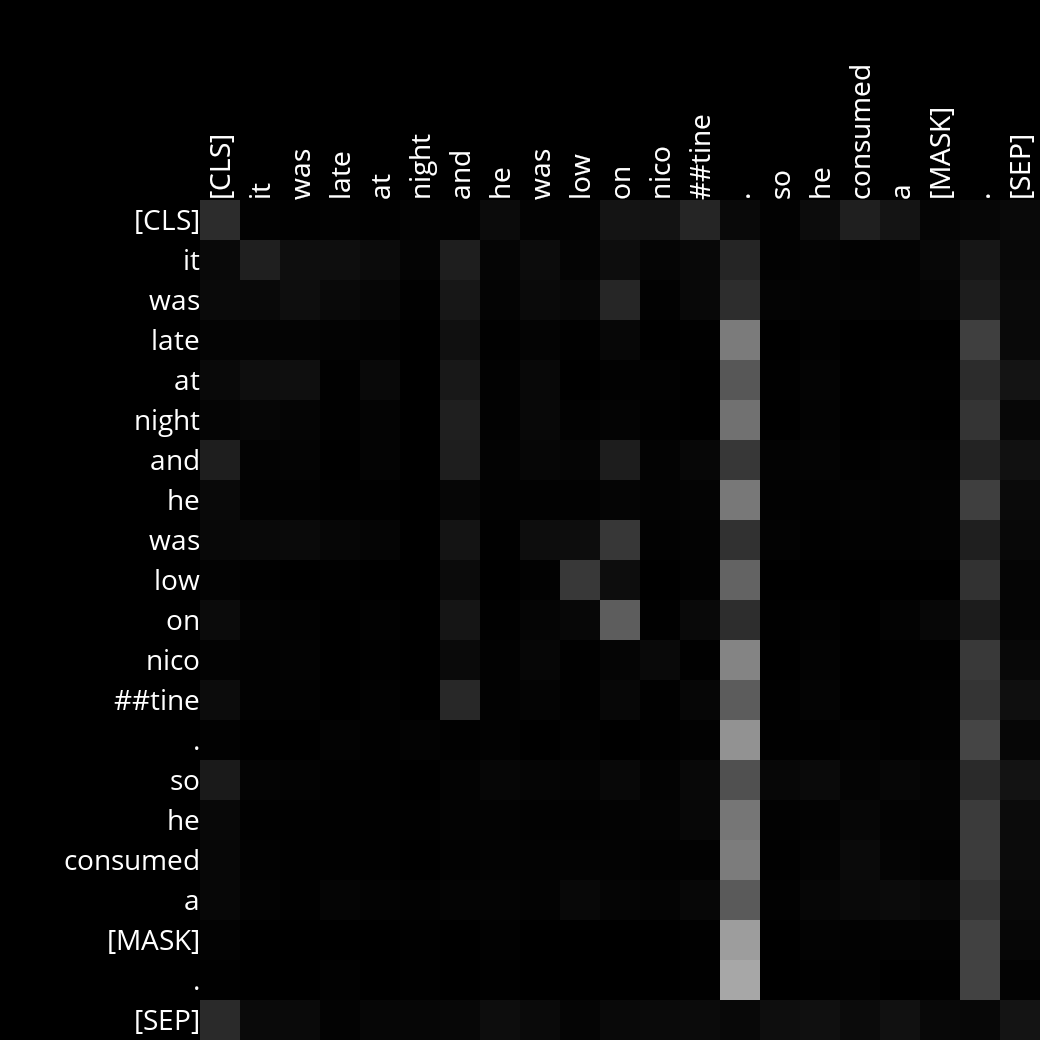 [CLS] it was late at night and he was low on nico ##tine . so he consumed a [MASK] . [SEP]
[CLS]
it
was
late
at
night
and
he
was
low
on
nico
##tine
.
so
he
consumed
a
[MASK]
.
[SEP]